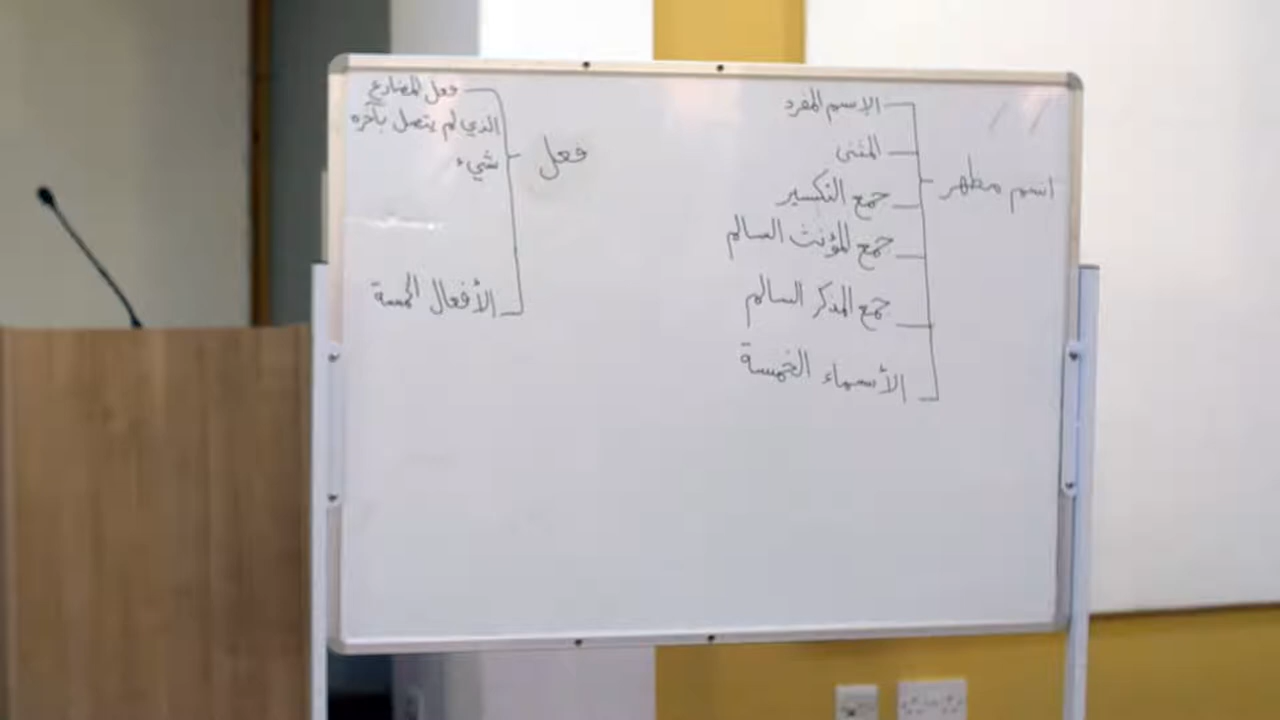 اسم مظهر
الإسم المفرد
المثنى
جمع التكسير
جمع المؤنث السالم
جمع المذكر السالم
الأسماء الخمسة
فعل
فعل المضارع
الذي لم يتصل بآخره
شيء
الأفعال الخمسة